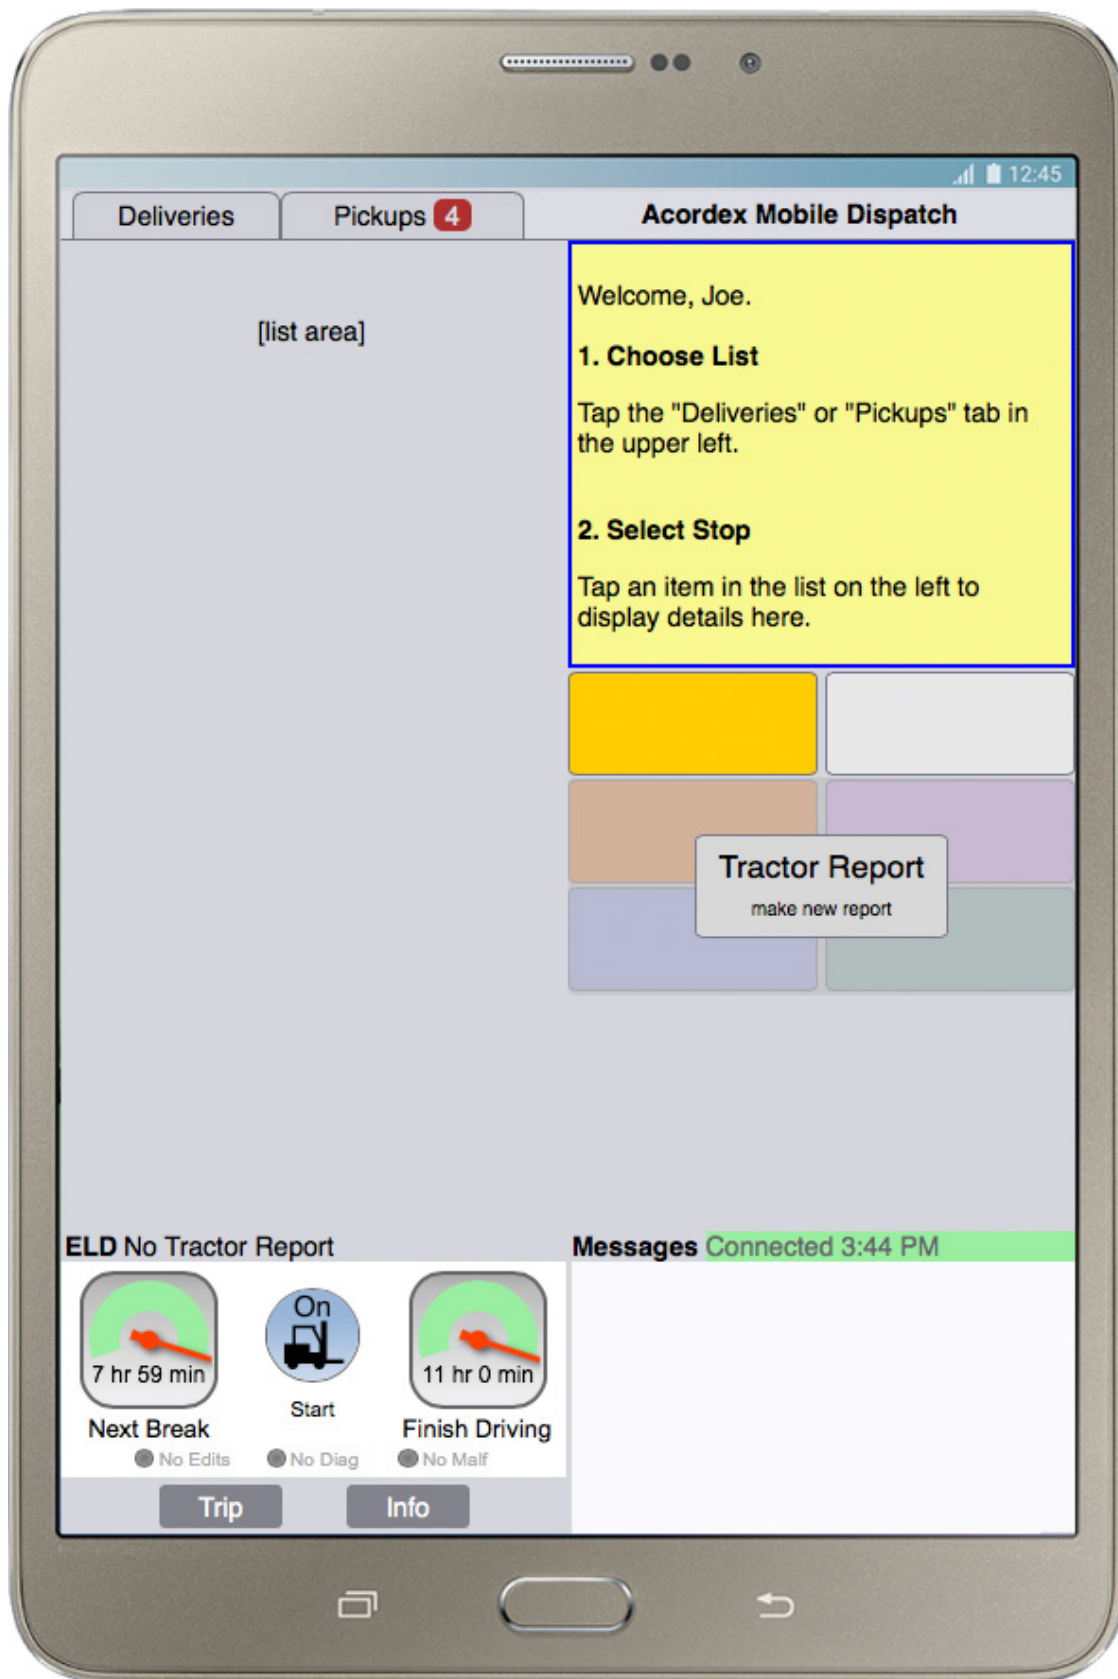 12:45
Deliveries
Pickups 4
Acordex Mobile Dispatch
[list area]
Welcome, Joe.
1. Choose List
Tap the "Deliveries" or "Pickups" tab in
the upper left.
2. Select Stop
Tap an item in the list on the left to
display details here.
Tractor Report
make new report
ELD No Tractor Report
7 hr 59 min
Next Break
On
Start
11 hr 0 min
Finish Driving
No Edits
No Diag
No Malf
Trip
Info
Messages Connected 3:44 PM